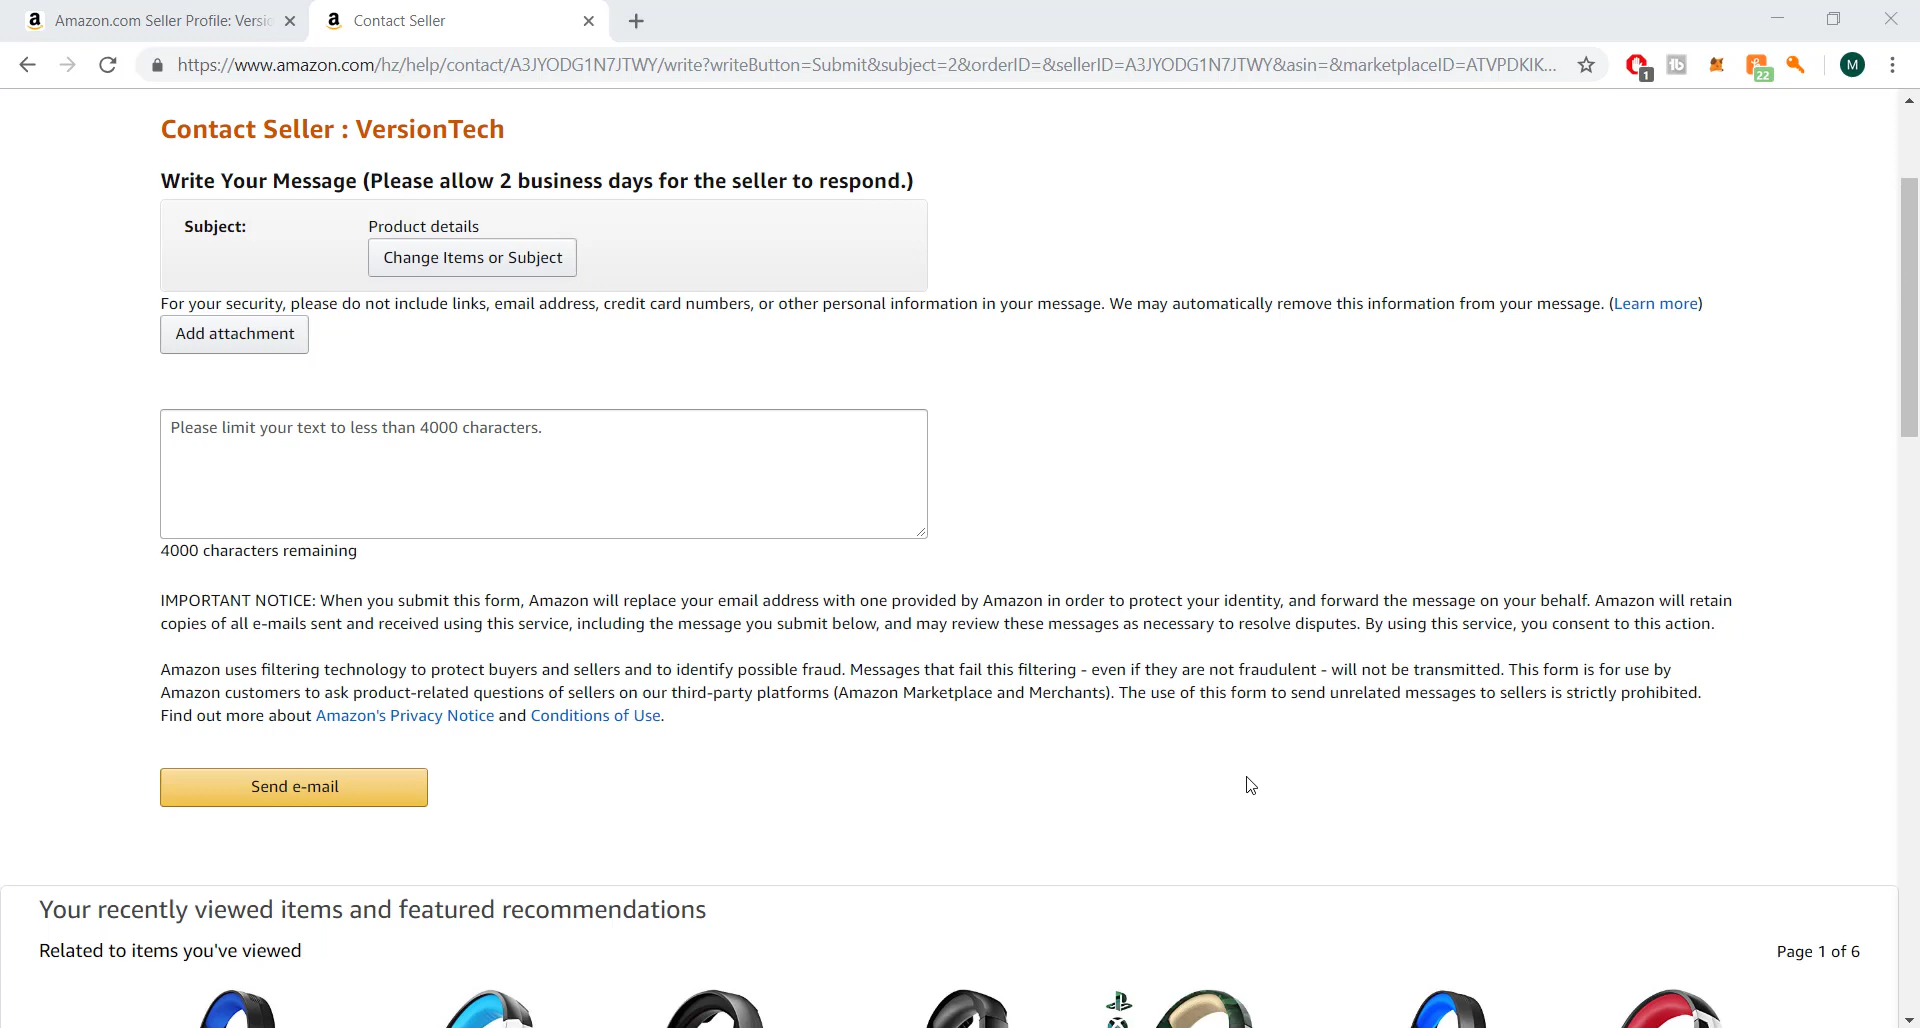 Amazon.com Seller Profile: Versic
Contact Seller
https://www.amazon.com/hz/help/contact/A3JYODG1N7JTWY/write?writeButton=Submit&subject=2&orderID=&sellerID=A3JYODG1N7JTWY&asin=&marketplaceID=ATVPDKIK...
1
tb
22
M
Contact Seller : VersionTech
Write Your Message (Please allow 2 business days for the seller to respond.)
Subject:
Product details
Change Items or Subject
For your security, please do not include links, email address, credit card numbers, or other personal information in your message. We may automatically remove this information from your message. (Learn more)
Add attachment
Please limit your text to less than 4000 characters.
4000 characters remaining
IMPORTANT NOTICE: When you submit this form, Amazon will replace your email address with one provided by Amazon in order to protect your identity, and forward the message on your behalf. Amazon will retain
copies of all e-mails sent and received using this service, including the message you submit below, and may review these messages as necessary to resolve disputes. By using this service, you consent to this action.
Amazon uses filtering technology to protect buyers and sellers and to identify possible fraud. Messages that fail this filtering - even if they are not fraudulent - will not be transmitted. This form is for use by
Amazon customers to ask product-related questions of sellers on our third-party platforms (Amazon Marketplace and Merchants). The use of this form to send unrelated messages to sellers is strictly prohibited.
Find out more about Amazon's Privacy Notice and Conditions of Use.
Send e-mail
Your recently viewed items and featured recommendations
Related to items you've viewed
Page 1 of 6